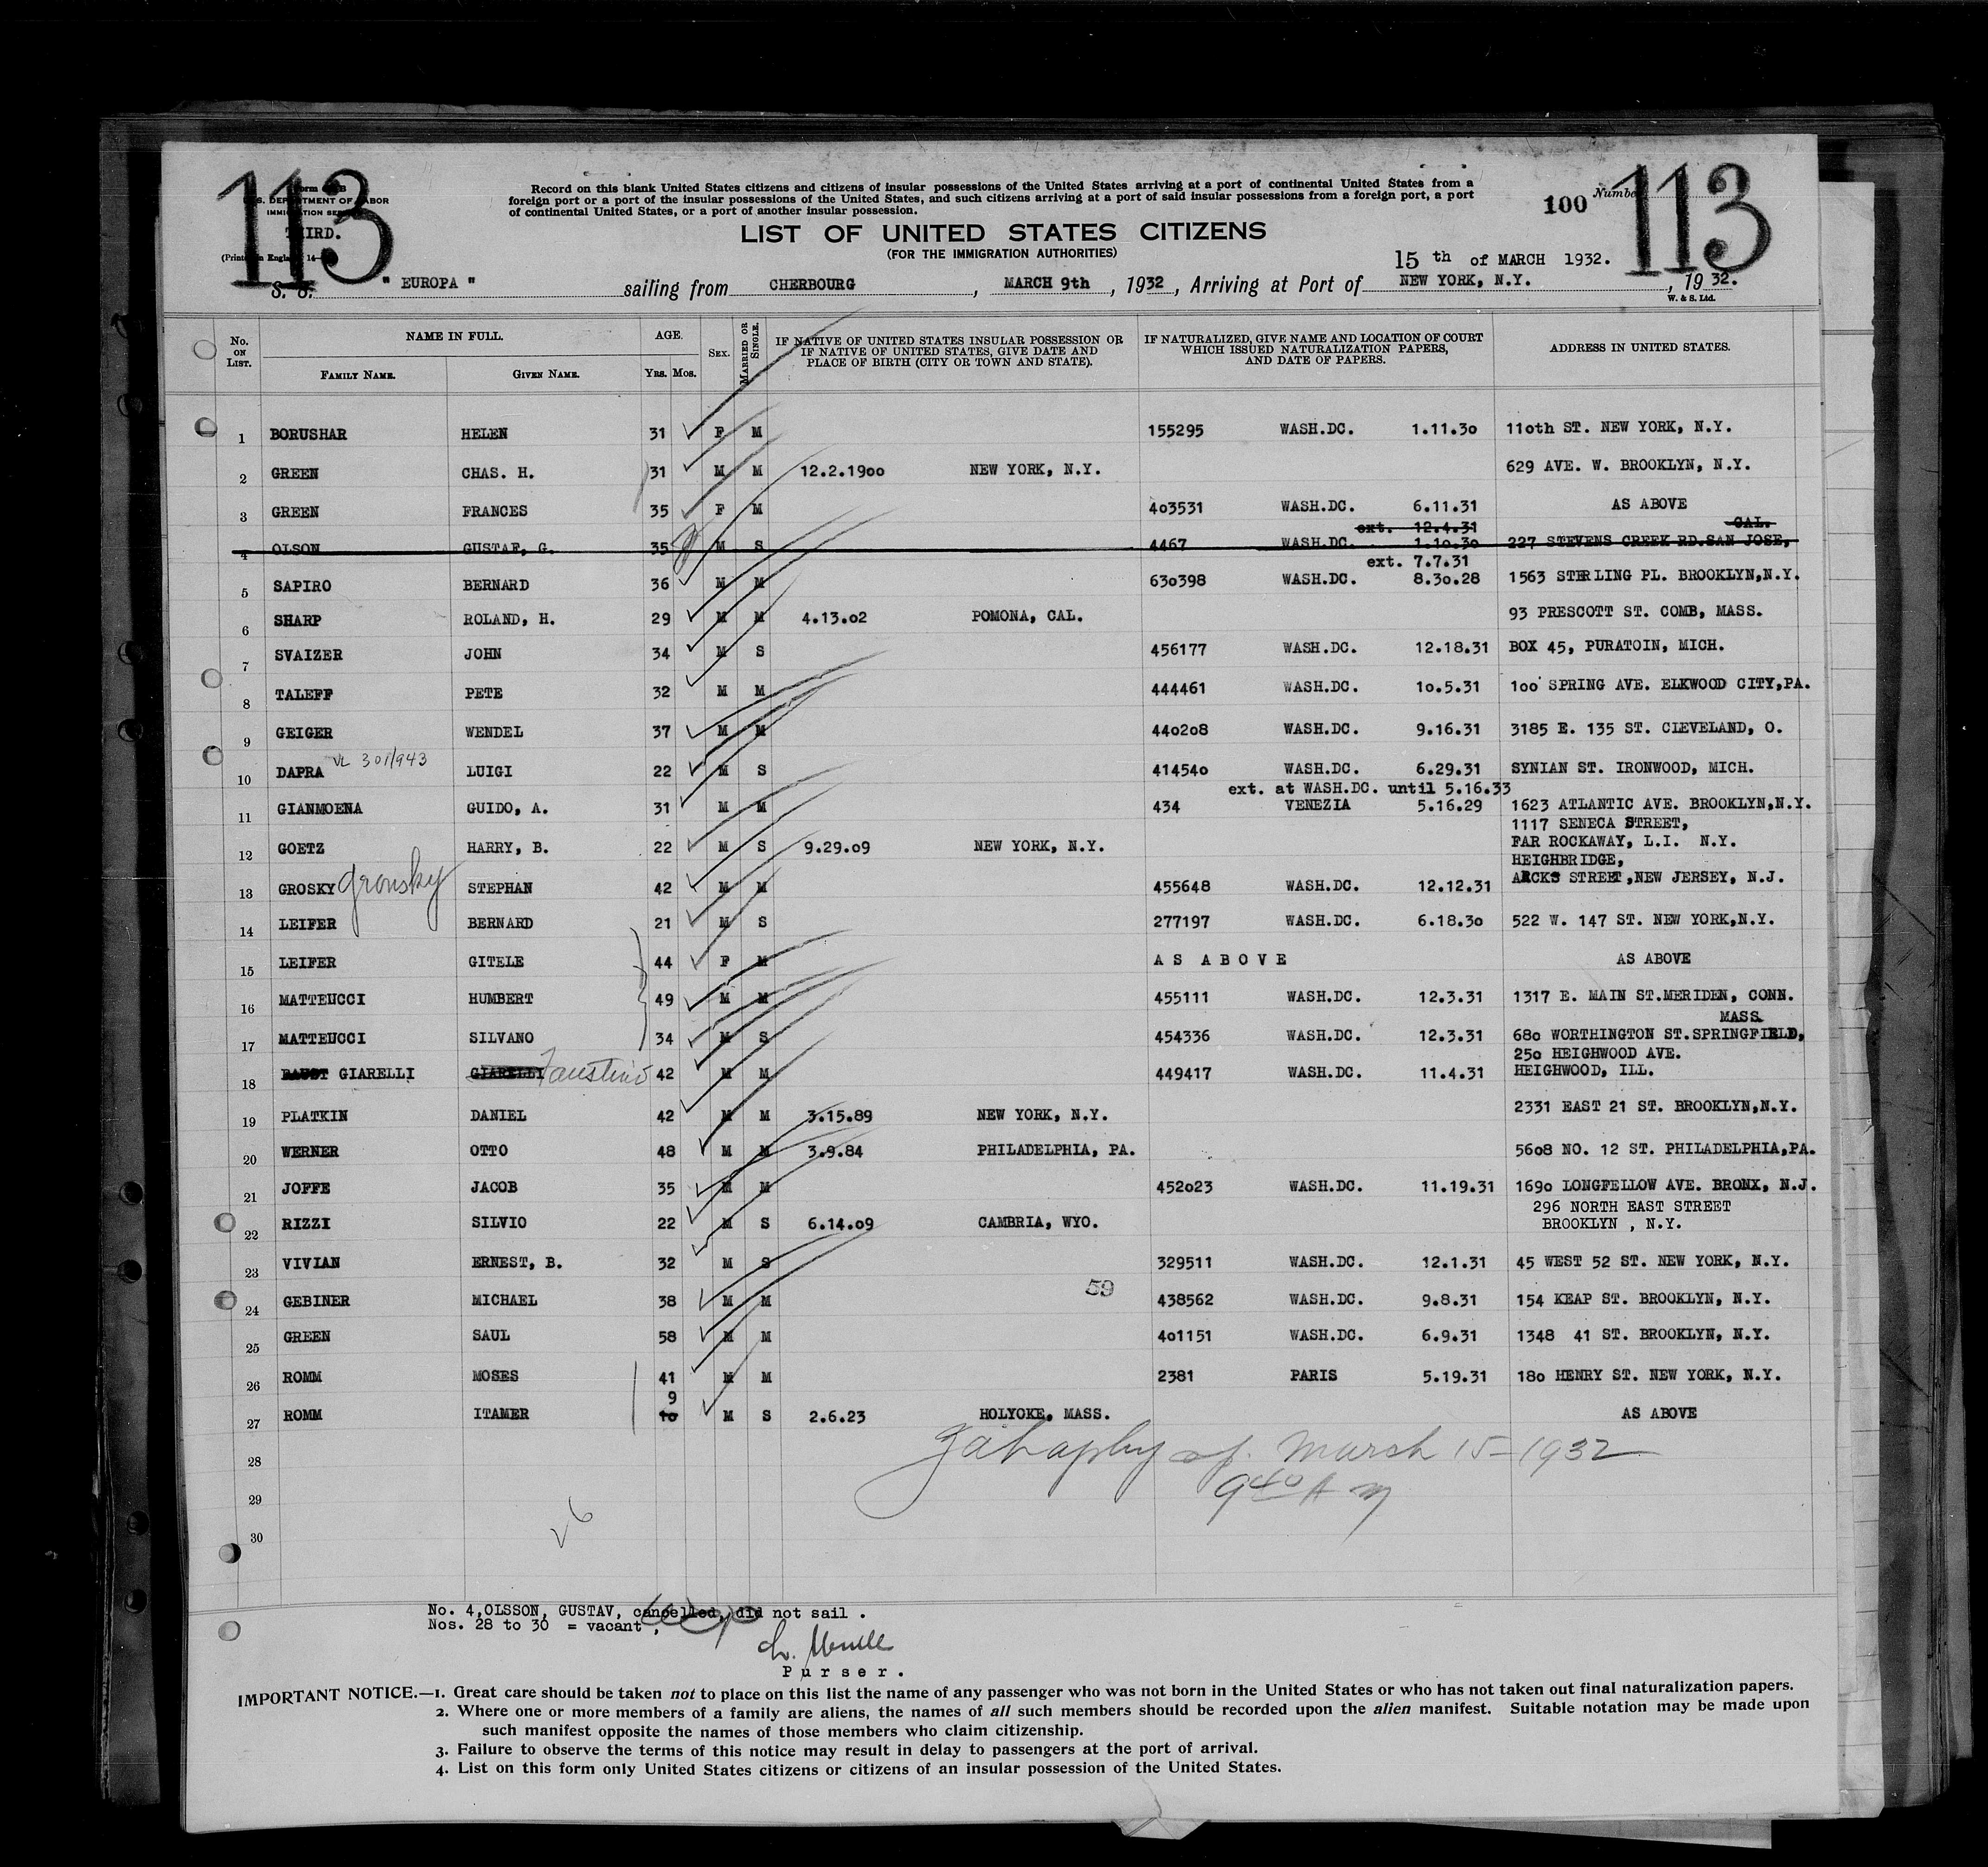 113
113
Form
U.S. DEPARTMENT OF LABOR
IMMIGRATION
THIRD.
Record on this blank United States citizens and citizens of insular possessions of the United States arriving at a port of continental United States from a
foreign port or a port of the insular possessions of the United States, and such citizens arriving at a port of said insular possessions from a foreign port, a port
of continental United States, or a port of another insular possession.
100 Number
LIST OF UNITED STATES CITIZENS
(FOR THE IMMIGRATION AUTHORITIES)
15 th of MARCH 1932.
S. S. " EUROPA " sailing from CHERBOURG, MARCH 9th, 1932, Arriving at Port of NEW YORK, N.Y., 1932.
W. & S. Ltd.
No. ON LIST. NAME IN FULL. FAMILY NAME. GIVEN NAME. AGE. YRS. MOS. SEX. MARRIED OR SINGLE. IF NATIVE OF UNITED STATES INSULAR POSSESSION OR IF NATIVE OF UNITED STATES, GIVE DATE AND PLACE OF BIRTH (CITY OR TOWN AND STATE). IF NATURALIZED, GIVE NAME AND LOCATION OF COURT WHICH ISSUED NATURALIZATION PAPERS, AND DATE OF PAPERS. ADDRESS IN UNITED STATES.
1 BORUSHAR HELEN 31 F M 155295 WASH.DC. 1.11.30 110th ST. NEW YORK, N.Y.
2 GREEN CHAS. H. 31 M M 12.2.1900 NEW YORK, N.Y. 629 AVE. W. BROOKLYN, N.Y.
3 GREEN FRANCES 35 F M 403531 WASH.DC. 6.11.31 AS ABOVE
ext. 12.4.31 CAL.
4 OLSON GUSTAF, G. 35 M S 4467 WASH.DC. 1.10.30 227 STEVENS CREEK RD.SAN JOSE,
ext. 7.7.31
5 SAPIRO BERNARD 36 M M 630398 WASH.DC. 8.30.28 1563 STERLING PL. BROOKLYN,N.Y.
6 SHARP ROLAND, H. 29 M M 4.13.02 POMONA, CAL. 93 PRESCOTT ST. COMB, MASS.
7 SVAIZER JOHN 34 M S 456177 WASH.DC. 12.18.31 BOX 45, PURATOIN, MICH.
8 TALEFF PETE 32 M M 444461 WASH.DC. 10.5.31 100 SPRING AVE. ELKWOOD CITY,PA.
9 GEIGER WENDEL 37 M M 440208 WASH.DC. 9.16.31 3185 E. 135 ST. CLEVELAND, O.
VL 301/943
10 DAPRA LUIGI 22 M S 414540 WASH.DC. 6.29.31 SYNIAN ST. IRONWOOD, MICH.
ext. at WASH.DC. until 5.16.33
11 GIANMOENA GUIDO, A. 31 M M 434 VENEZIA 5.16.29 1623 ATLANTIC AVE. BROOKLYN,N.Y.
1117 SENECA STREET,
12 GOETZ HARRY, B. 22 M S 9.29.09 NEW YORK, N.Y. FAR ROCKAWAY, L.I. N.Y.
HEIGHBRIDGE,
13 GROSKY Gronsky STEPHAN 42 M M 455648 WASH.DC. 12.12.31 ARCKS STREET,NEW JERSEY, N.J.
14 LEIFER BERNARD 21 M S 277197 WASH.DC. 6.18.30 522 W. 147 ST. NEW YORK,N.Y.
15 LEIFER GITELE 44 F M AS ABOVE AS ABOVE
16 MATTEUCCI HUMBERT 49 M M 455111 WASH.DC. 12.3.31 1317 E. MAIN ST.MERIDEN, CONN.
MASS
17 MATTEUCCI SILVANO 34 M S 454336 WASH.DC. 12.3.31 680 WORTHINGTON ST.SPRINGFIELD,
250 HEIGHWOOD AVE.
18 FAUST GIARELLI GIARELLI Faustino 42 M M 449417 WASH.DC. 11.4.31 HEIGHWOOD, ILL.
19 PLATKIN DANIEL 42 M M 3.15.89 NEW YORK, N.Y. 2331 EAST 21 ST. BROOKLYN,N.Y.
20 WERNER OTTO 48 M M 3.9.84 PHILADELPHIA, PA. 5608 NO. 12 ST. PHILADELPHIA,PA.
21 JOFFE JACOB 35 M M 452023 WASH.DC. 11.19.31 1690 LONGFELLOW AVE. BRONX, N.J.
296 NORTH EAST STREET
22 RIZZI SILVIO 22 M S 6.14.09 CAMBRIA, WYO. BROOKLYN , N.Y.
23 VIVIAN ERNEST, B. 32 M S 329511 WASH.DC. 12.1.31 45 WEST 52 ST. NEW YORK, N.Y.
59
24 GEBINER MICHAEL 38 M M 438562 WASH.DC. 9.8.31 154 KEAP ST. BROOKLYN, N.Y.
25 GREEN SAUL 58 M M 401151 WASH.DC. 6.9.31 1348 41 ST. BROOKLYN, N.Y.
26 ROMM MOSES 41 M M 2381 PARIS 5.19.31 180 HENRY ST. NEW YORK, N.Y.
9
27 ROMM ITAMER 10 M S 2.6.23 HOLYOKE, MASS. AS ABOVE
28 March 15-1932
29 9 40 A M
30
No. 4,OLSSON, GUSTAV, cancelled, did not sail .
Nos. 28 to 30 = vacant ,
Purser.
IMPORTANT NOTICE.—1. Great care should be taken not to place on this list the name of any passenger who was not born in the United States or who has not taken out final naturalization papers.
2. Where one or more members of a family are aliens, the names of all such members should be recorded upon the alien manifest. Suitable notation may be made upon
such manifest opposite the names of those members who claim citizenship.
3. Failure to observe the terms of this notice may result in delay to passengers at the port of arrival.
4. List on this form only United States citizens or citizens of an insular possession of the United States.